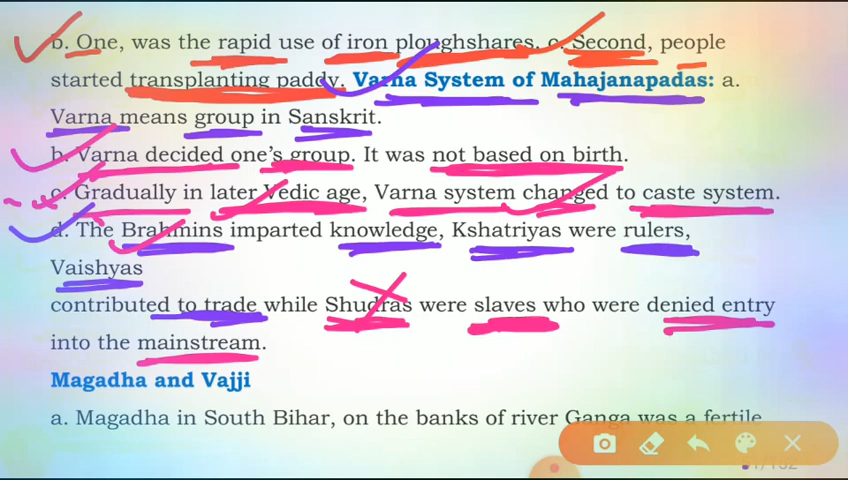 b. One, was the rapid use of iron ploughshares. c. Second, people
started transplanting paddy. Varna System of Mahajanapadas: a.
Varna means group in Sanskrit.
b. Varna decided one's group. It was not based on birth.
c. Gradually in later Vedic age, Varna system changed to caste system.
d. The Brahmins imparted knowledge, Kshatriyas were rulers,
Vaishyas
contributed to trade while Shudras were slaves who were denied entry
into the mainstream.
Magadha and Vajji
a. Magadha in South Bihar, on the banks of river Ganga was a fertile